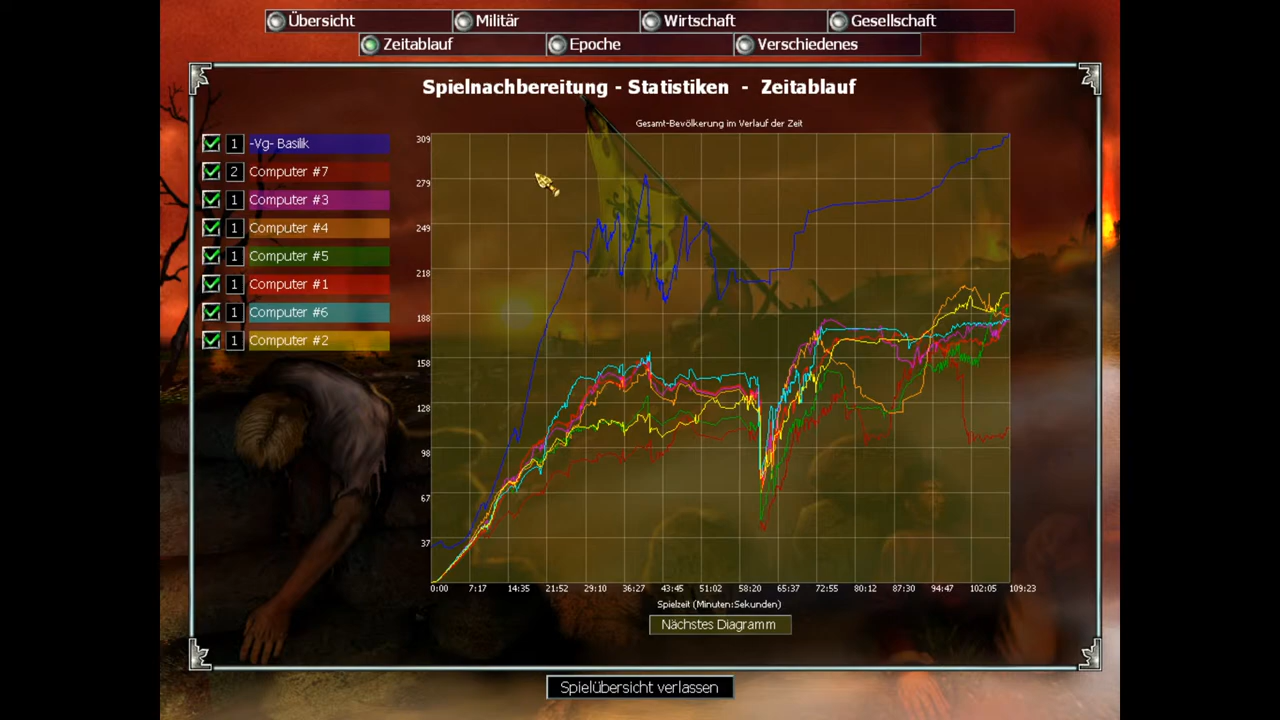 Übersicht Militär Wirtschaft Gesellschaft
Zeitablauf Epoche Verschiedenes
Spielnachbereitung - Statistiken - Zeitablauf
Gesamt-Bevölkerung im Verlauf der Zeit
1 -Vg- Basilik
2 Computer #7
1 Computer #3
1 Computer #4
1 Computer #5
1 Computer #1
1 Computer #6
1 Computer #2
309
279
249
218
188
158
128
98
67
37
0:00 7:17 14:35 21:52 29:10 36:27 43:45 51:02 58:20 65:37 72:55 80:12 87:30 94:47 102:05 109:23
Spielzeit (Minuten:Sekunden)
Nächstes Diagramm
Spielübersicht verlassen